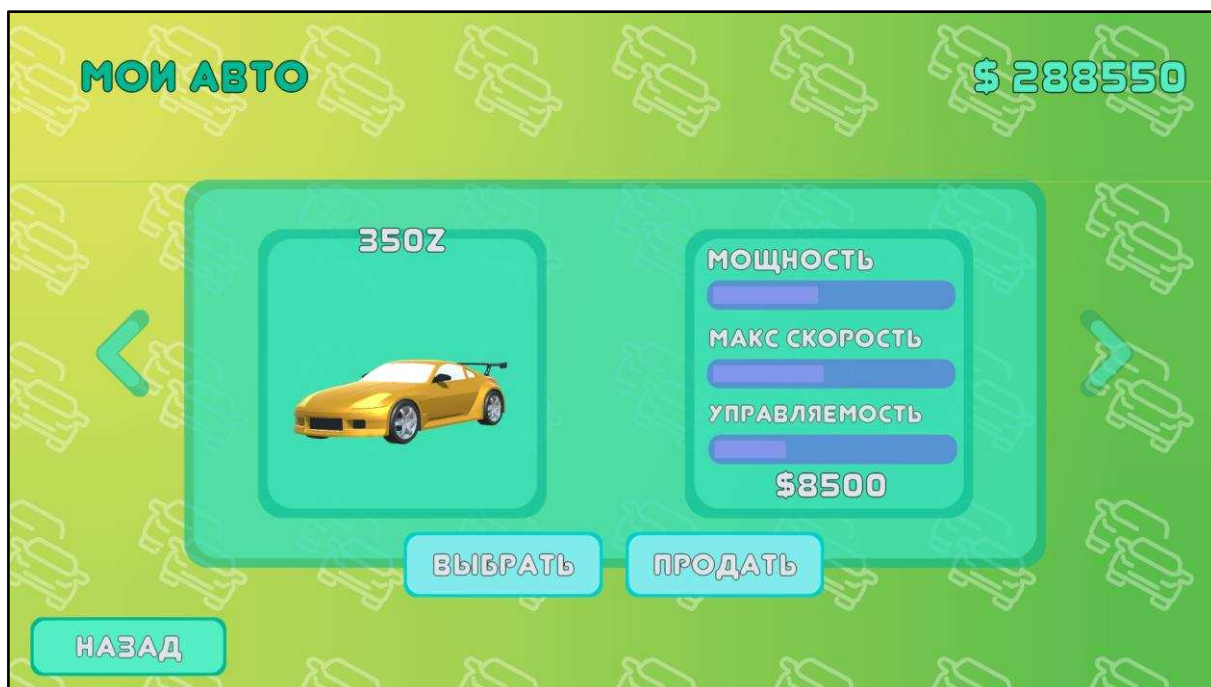 МОИ АВТО
$ 288550
350Z
МОЩНОСТЬ
МАКС СКОРОСТЬ
УПРАВЛЯЕМОСТЬ
$8500
ВЫБРАТЬ
ПРОДАТЬ
НАЗАД